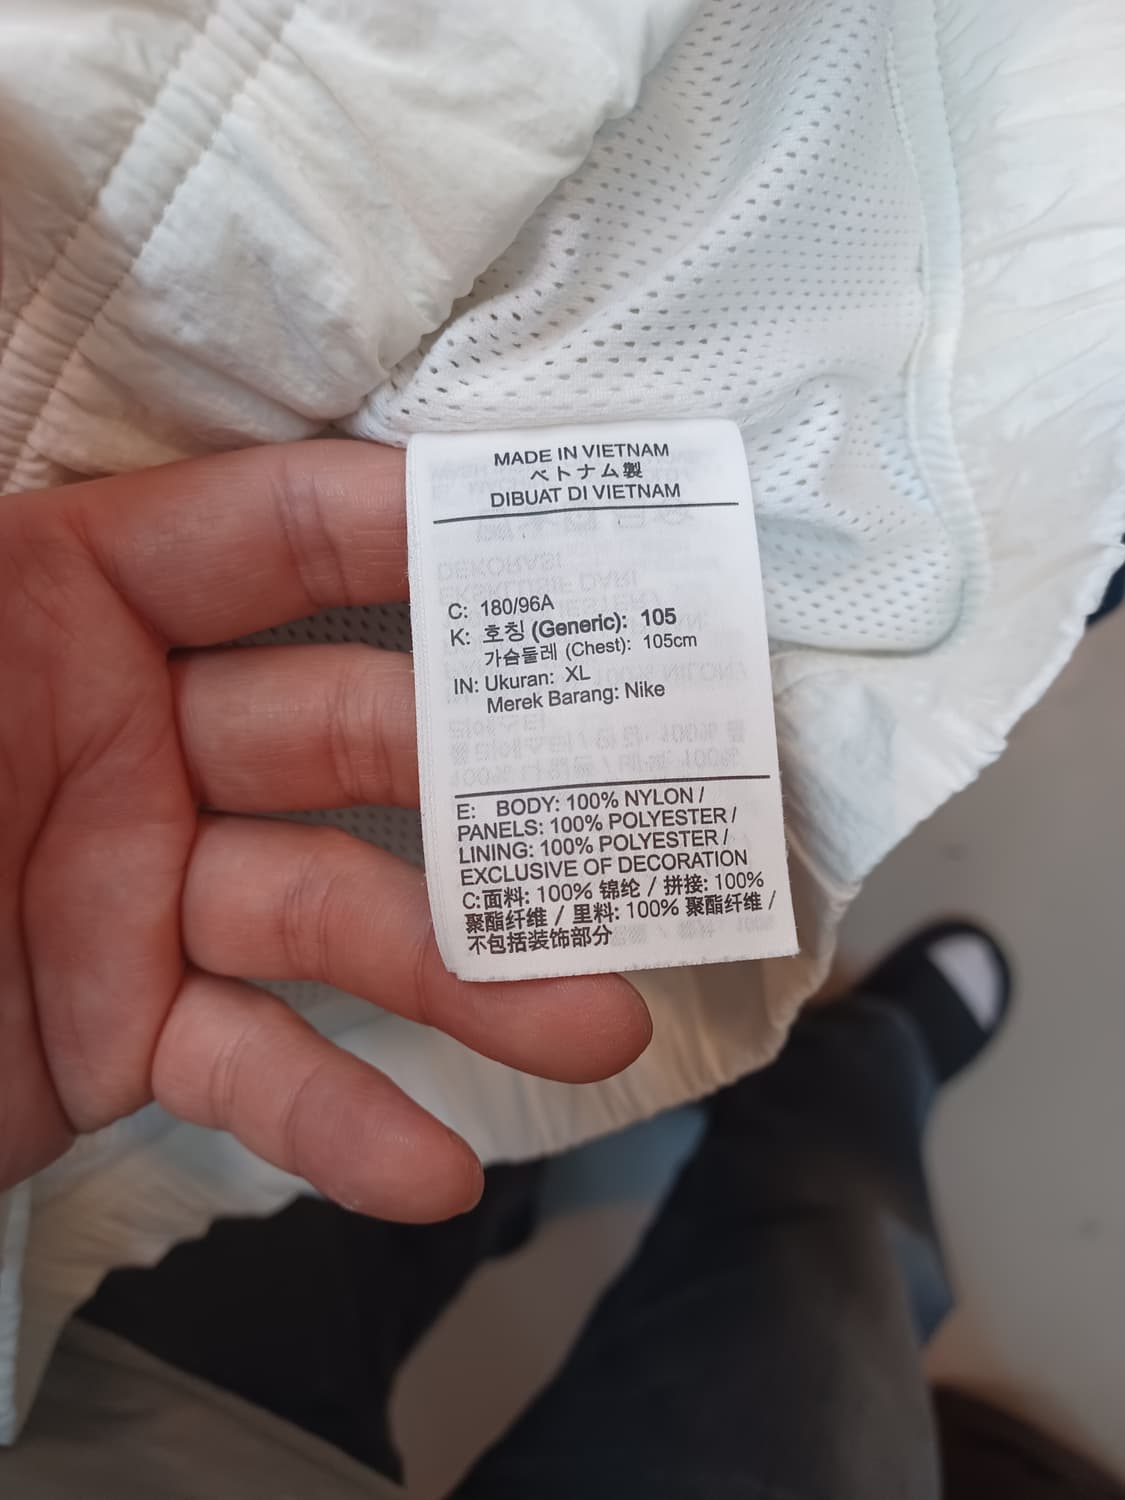 MADE IN VIETNAM
ベトナム製
DIBUAT DI VIETNAM
C: 180/96A
K: 호칭 (Generic): 105
가슴둘레 (Chest): 105cm
IN: Ukuran: XL
Merek Barang: Nike
E: BODY: 100% NYLON /
PANELS: 100% POLYESTER /
LINING: 100% POLYESTER /
EXCLUSIVE OF DECORATION
C:面料: 100% 锦纶 / 拼接: 100%
聚酯纤维 / 里料: 100% 聚酯纤维 /
不包括装饰部分